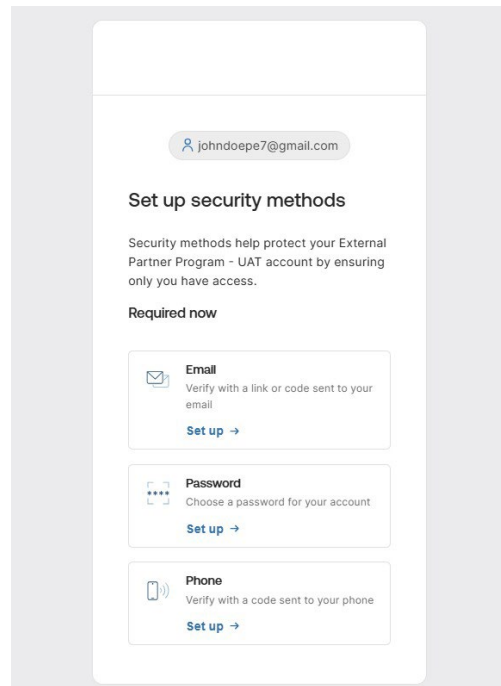 johndoepe7@gmail.com
Set up security methods
Security methods help protect your External
Partner Program - UAT account by ensuring
only you have access.
Required now
Email
Verify with a link or code sent to your
email
Set up →
Password
Choose a password for your account
Set up →
Phone
Verify with a code sent to your phone
Set up →